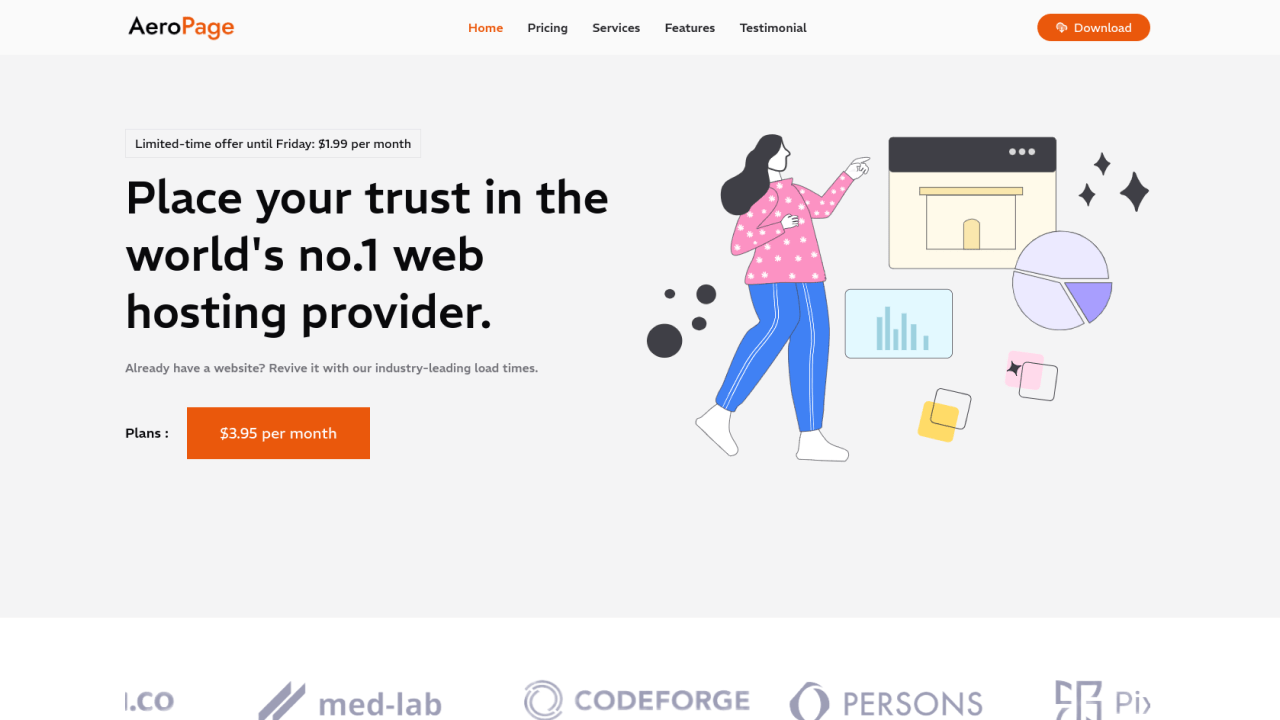 AeroPage
Home
Pricing
Services
Features
Testimonial
Download
Limited-time offer until Friday: $1.99 per month
Place your trust in the
world's no.1 web
hosting provider.
Already have a website? Revive it with our industry-leading load times.
Plans :
$3.95 per month
.co
med-lab
CODEFORGE
PERSONS
Pi